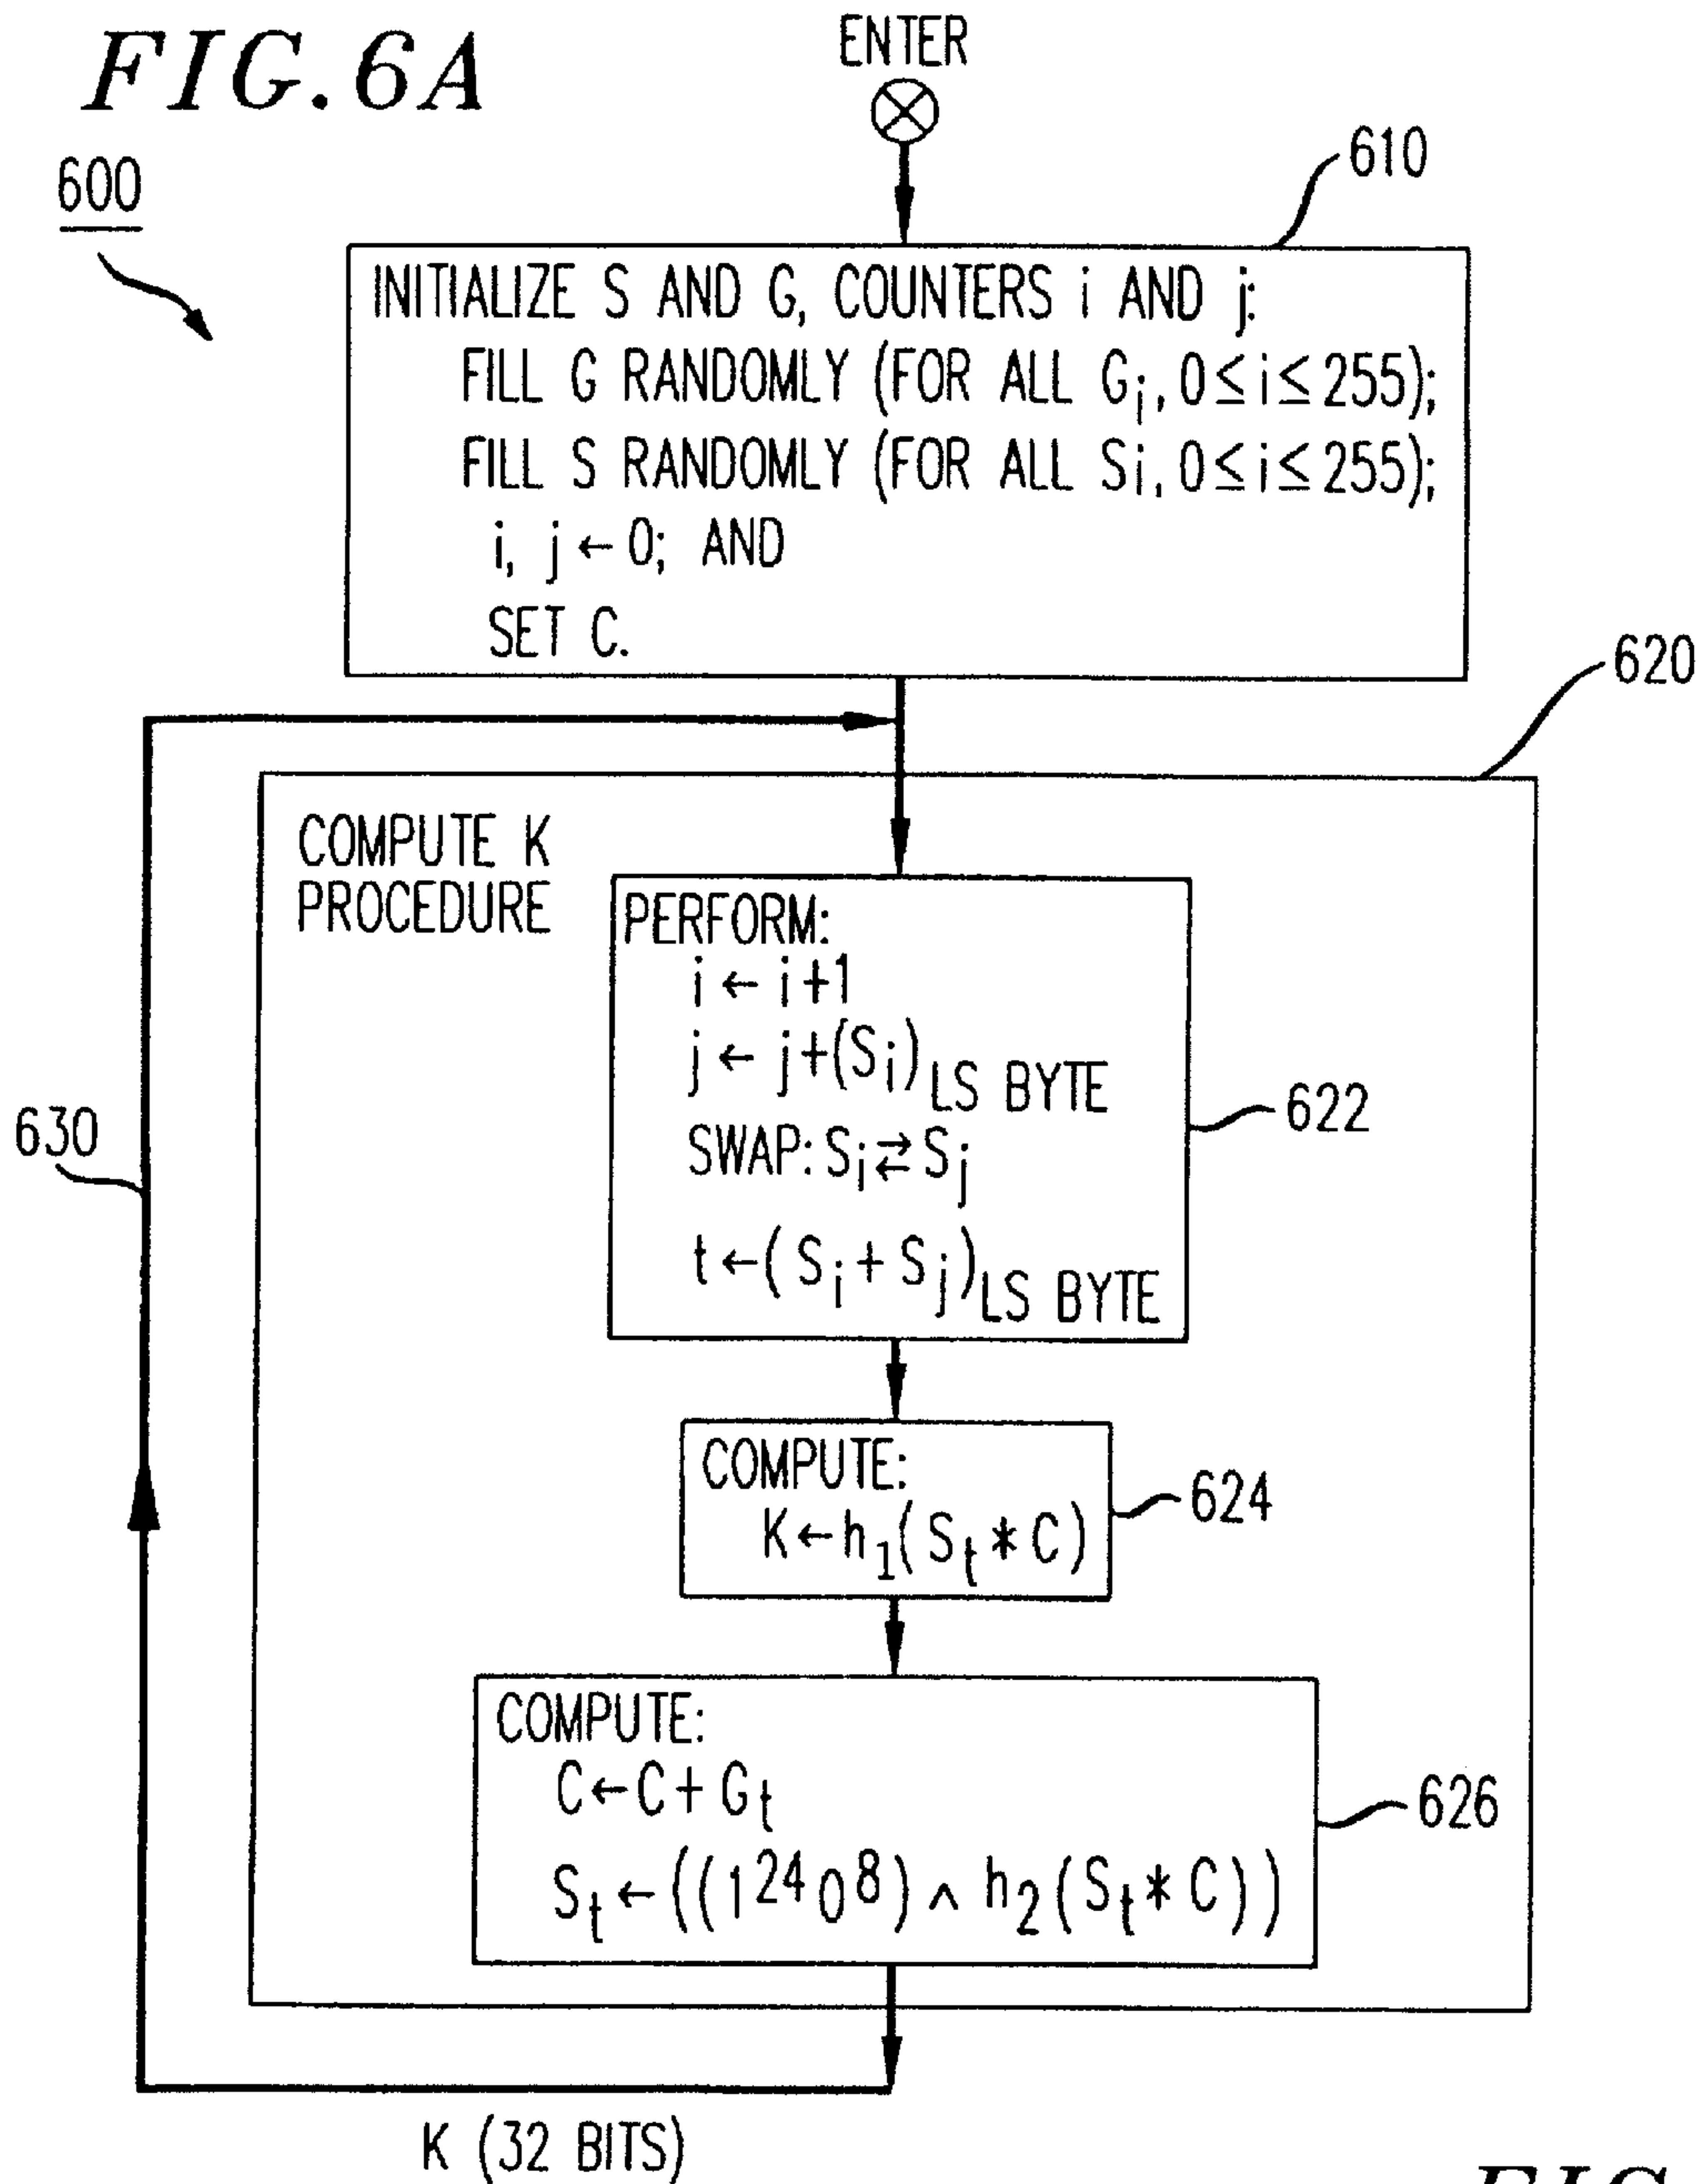 FIG.6A
ENTER
600
610
INITIALIZE S AND G, COUNTERS i AND j:
FILL G RANDOMLY (FOR ALL Gᵢ, 0≤i≤255);
FILL S RANDOMLY (FOR ALL Sᵢ, 0≤i≤255);
i, j ← 0; AND
SET C.
620
COMPUTE K
PROCEDURE
PERFORM:
i ← i+1
j ← j+(Sᵢ)LS BYTE
SWAP: Sᵢ⇄Sⱼ
t←(Sᵢ+Sⱼ)LS BYTE
622
630
COMPUTE:
K←h₁(Sₜ*C)
624
COMPUTE:
C←C+Gₜ
Sₜ←((1²⁴0⁸)∧h₂(Sₜ*C))
626
K (32 BITS)